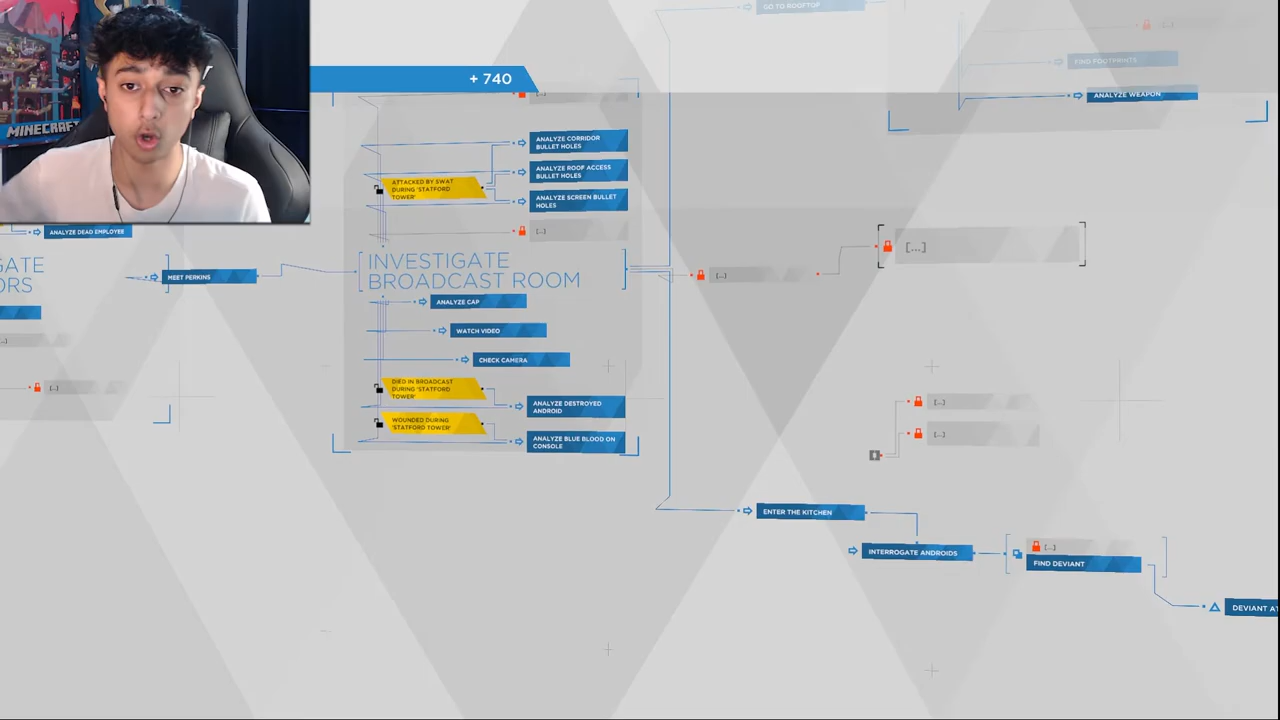 GO TO ROOFTOP
MINECRAFT
+ 740
[...]
FIND FOOTPRINTS
ANALYZE WEAPON
ANALYZE CORRIDOR
BULLET HOLES
ATTACKED BY SWAT
DURING 'STATFORD
TOWER'
ANALYZE ROOF ACCESS
BULLET HOLES
ANALYZE SCREEN BULLET
HOLES
[...]
ANALYZE DEAD EMPLOYEE
GATE
ORS
MEET PERKINS
INVESTIGATE
BROADCAST ROOM
[...]
[...]
ANALYZE CAP
WATCH VIDEO
CHECK CAMERA
[...]
DIED IN BROADCAST
DURING 'STATFORD
TOWER'
ANALYZE DESTROYED
ANDROID
WOUNDED DURING
'STATFORD TOWER'
ANALYZE BLUE BLOOD ON
CONSOLE
[...]
[...]
ENTER THE KITCHEN
INTERROGATE ANDROIDS
[...]
FIND DEVIANT
DEVIANT AT